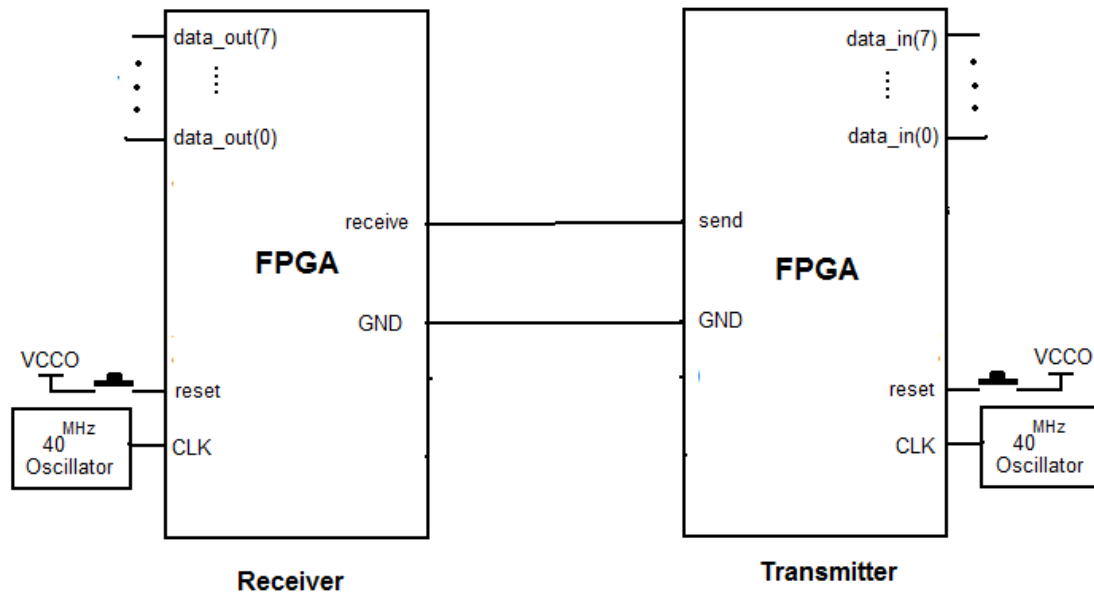 data_out(7)
data_in(7)
data_out(0)
data_in(0)
receive
send
FPGA
FPGA
GND
GND
VCCO
VCCO
reset
reset
40MHz
Oscillator
CLK
CLK
40MHz
Oscillator
Receiver
Transmitter